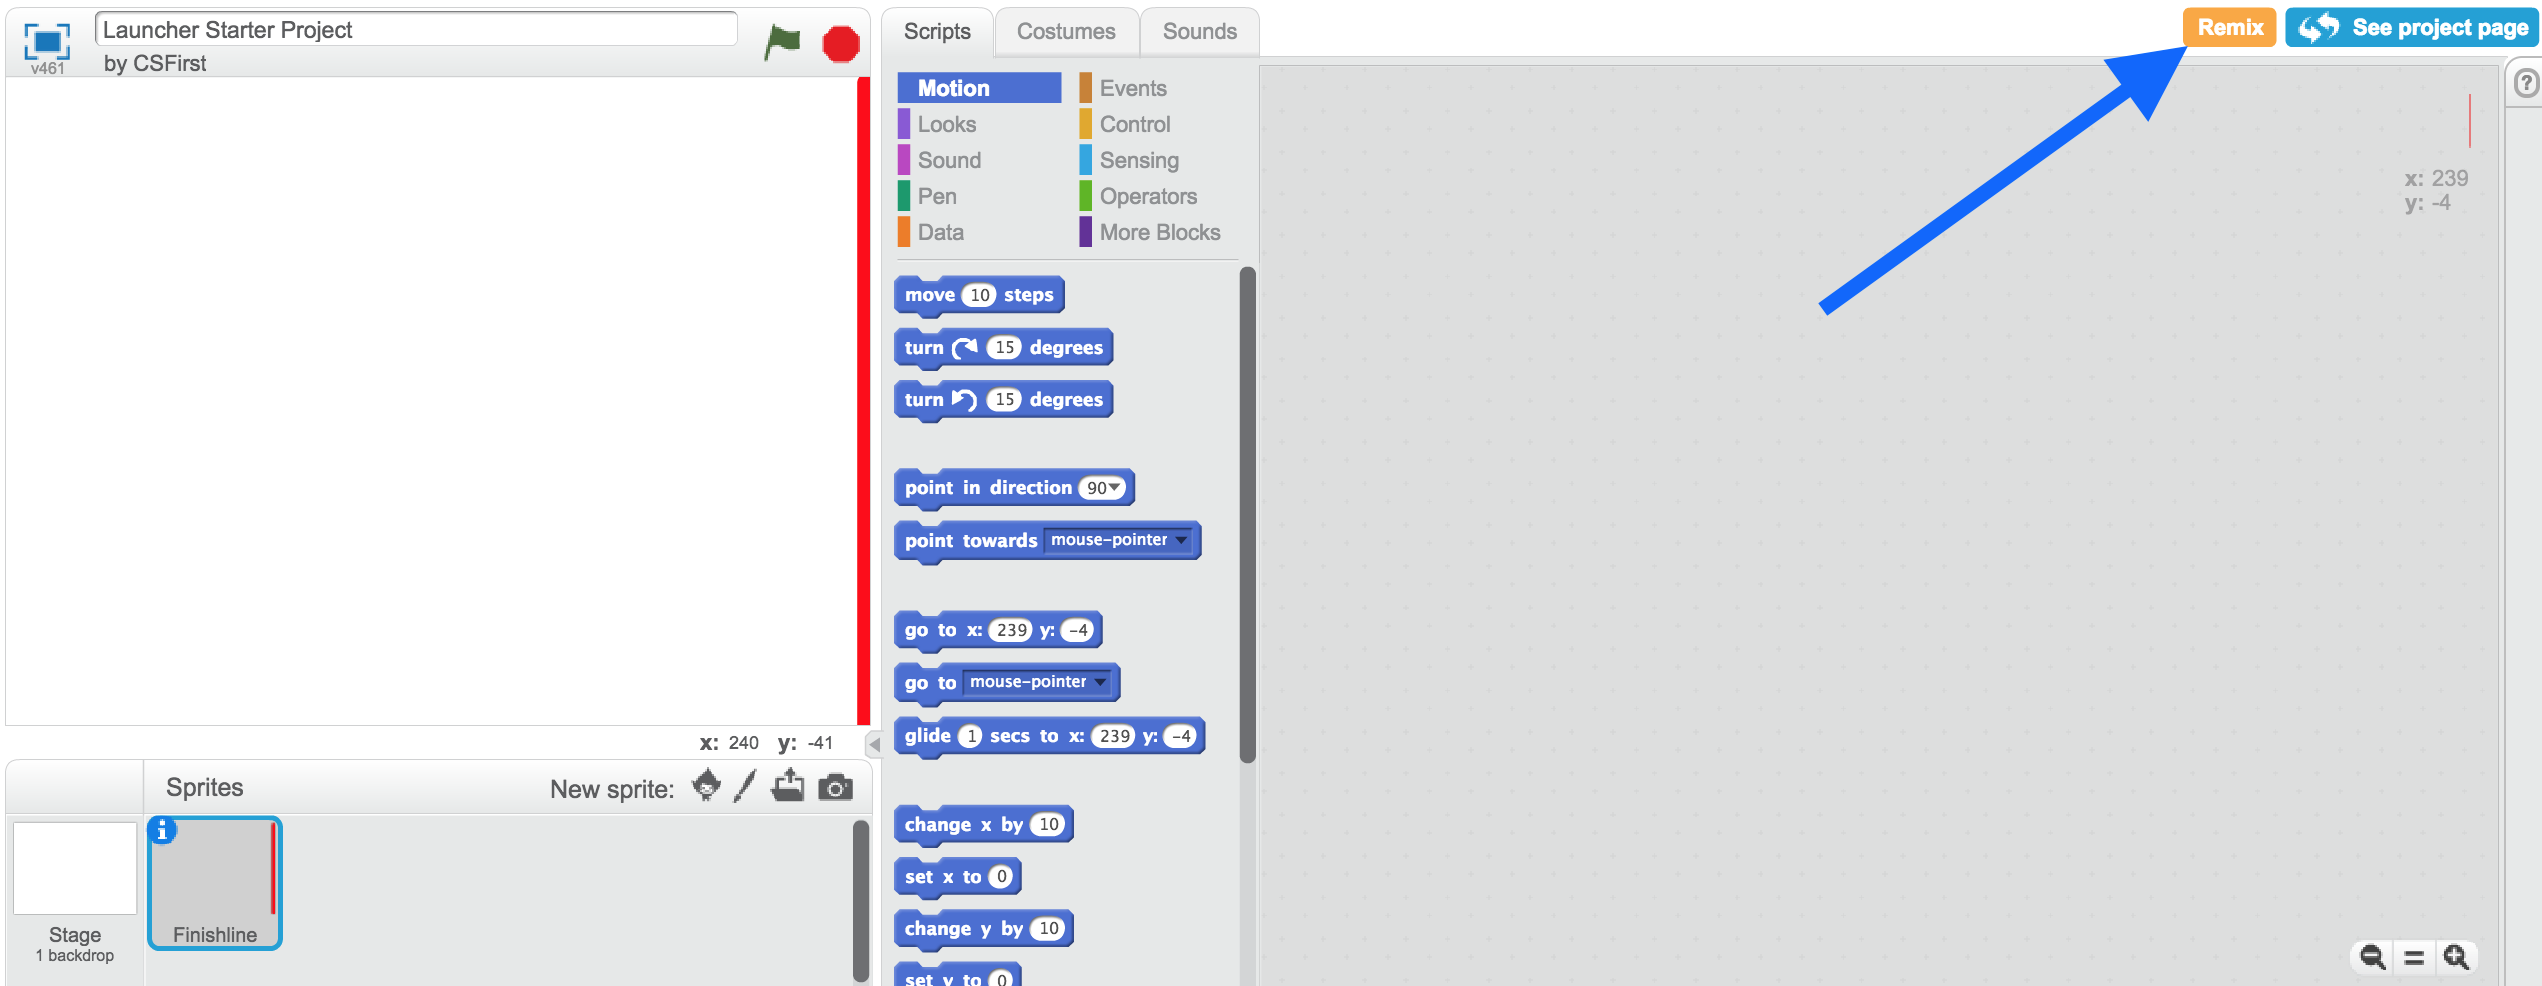 Launcher Starter Project
by CSFirst
v461
Scripts
Costumes
Sounds
Remix
See project page
Motion
Looks
Sound
Pen
Data
Events
Control
Sensing
Operators
More Blocks
move 10 steps
turn 15 degrees
turn 15 degrees
point in direction 90
point towards mouse-pointer
go to x: 239 y: -4
go to mouse-pointer
glide 1 secs to x: 239 y: -4
change x by 10
set x to 0
change y by 10
set y to 0
x: 239
y: -4
?
x: 240 y: -41
Sprites
New sprite:
i
Stage
1 backdrop
Finishline